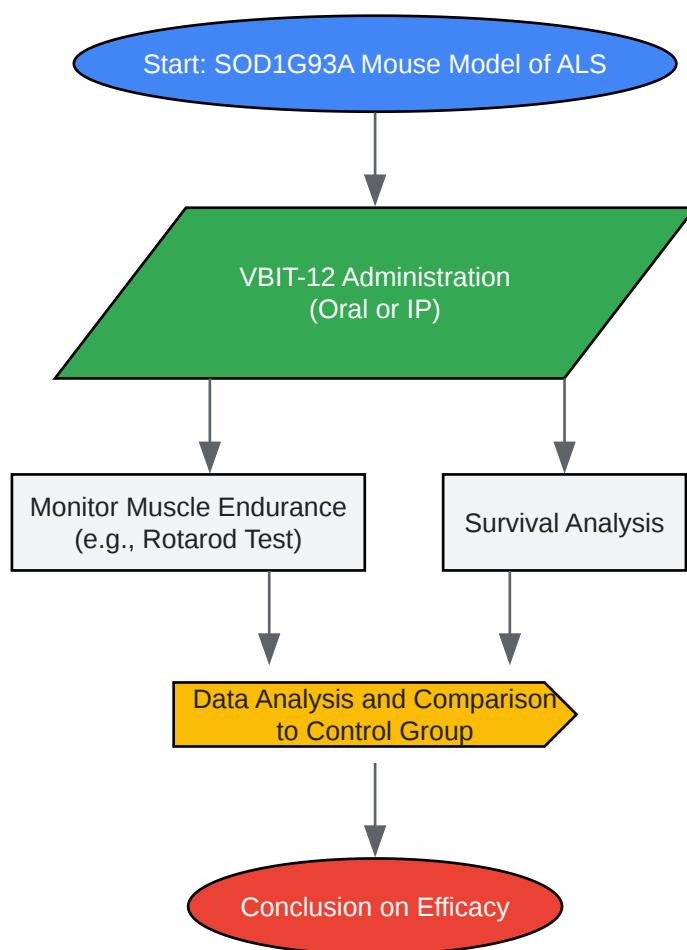 Start: SOD1G93A Mouse Model of ALS
VBIT-12 Administration
(Oral or IP)
Monitor Muscle Endurance
(e.g., Rotarod Test)
Survival Analysis
Data Analysis and Comparison
to Control Group
Conclusion on Efficacy